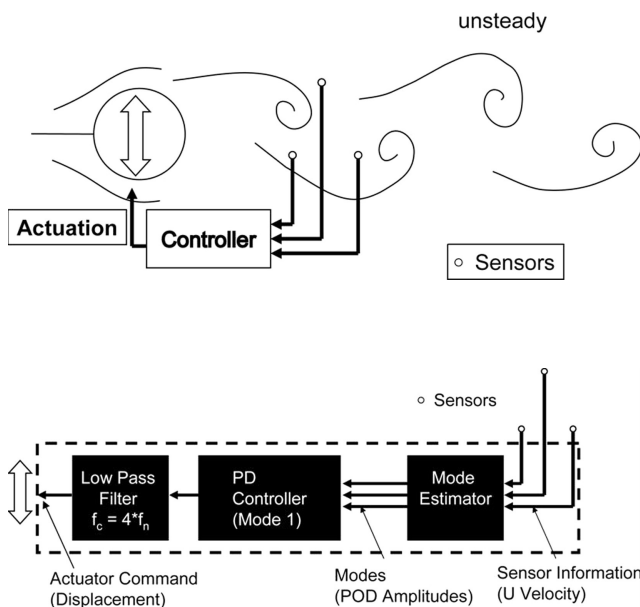 unsteady
Actuation
Controller
Sensors
Sensors
Low Pass
Filter
f_c = 4*f_n
PD
Controller
(Mode 1)
Mode
Estimator
Actuator Command
(Displacement)
Modes
(POD Amplitudes)
Sensor Information
(U Velocity)